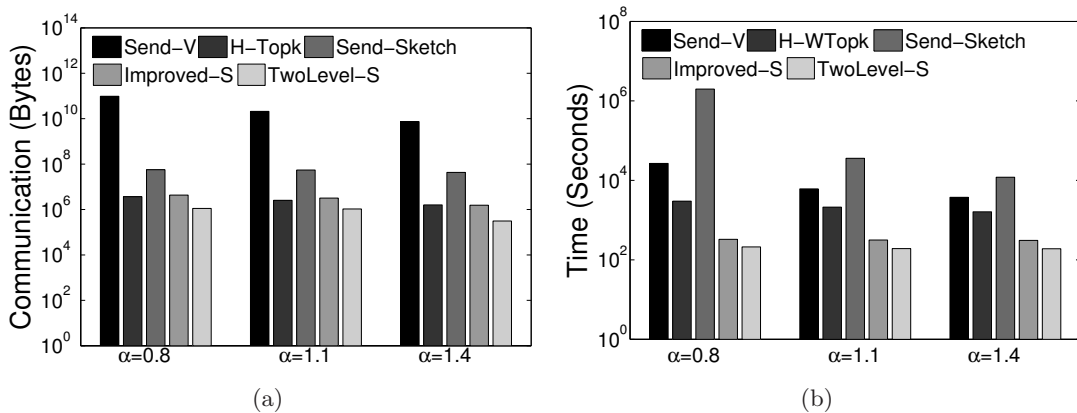 10^14
10^12
10^10
10^8
10^6
10^4
10^2
10^0
Communication (Bytes)
Send−V H−Topk Send−Sketch
Improved−S TwoLevel−S
α=0.8 α=1.1 α=1.4
(a)
10^8
10^6
10^4
10^2
10^0
Time (Seconds)
Send−V H−WTopk Send−Sketch
Improved−S TwoLevel−S
α=0.8 α=1.1 α=1.4
(b)